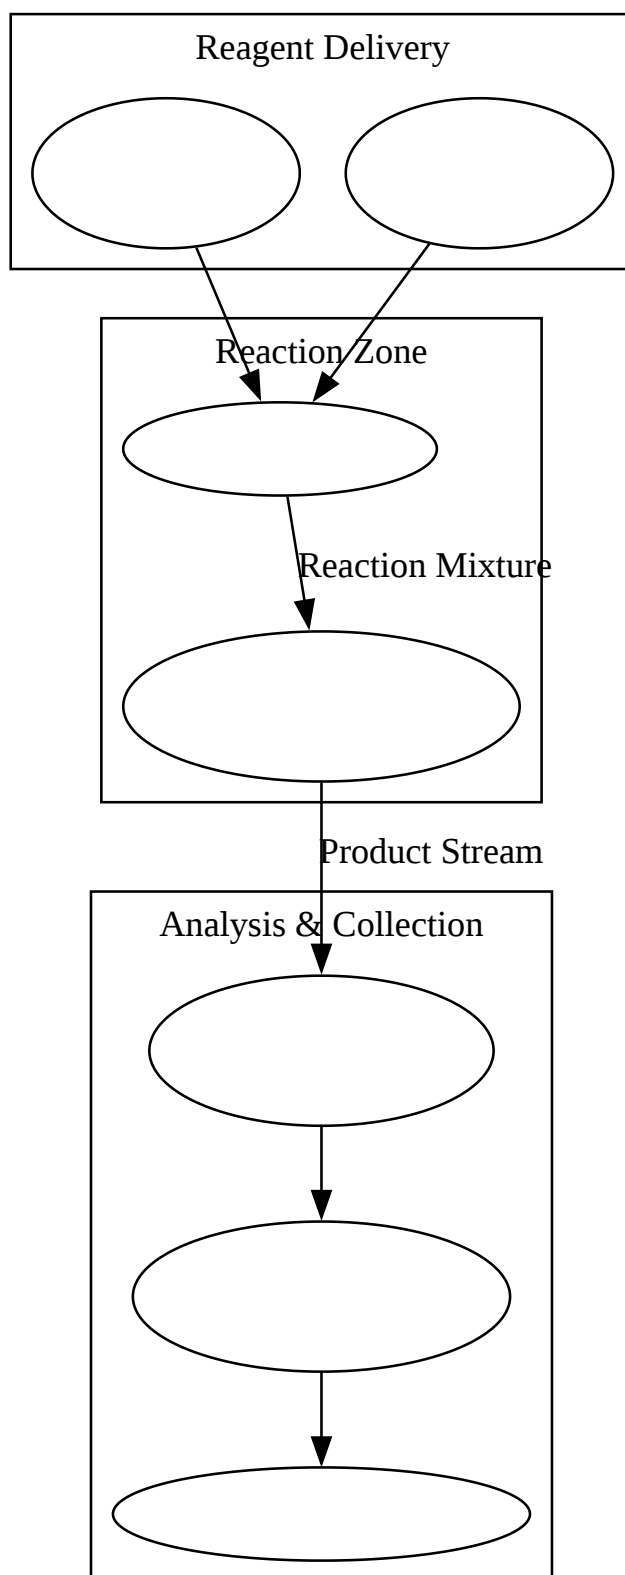 Reagent Delivery
Reaction Zone
Reaction Mixture
Product Stream
Analysis & Collection